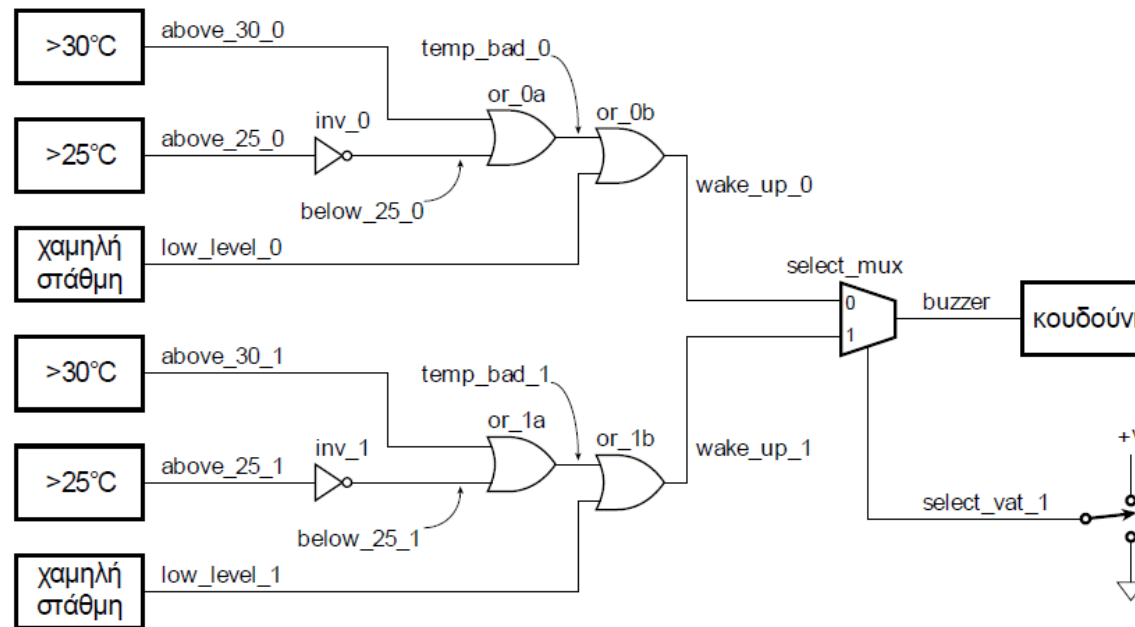 >30°C
above_30_0
temp_bad_0
or_0a
or_0b
inv_0
>25°C
above_25_0
below_25_0
wake_up_0
χαμηλή
στάθμη
low_level_0
select_mux
0
1
buzzer
κουδούνι
>30°C
above_30_1
temp_bad_1
or_1a
or_1b
inv_1
>25°C
above_25_1
below_25_1
wake_up_1
+V
select_vat_1
χαμηλή
στάθμη
low_level_1